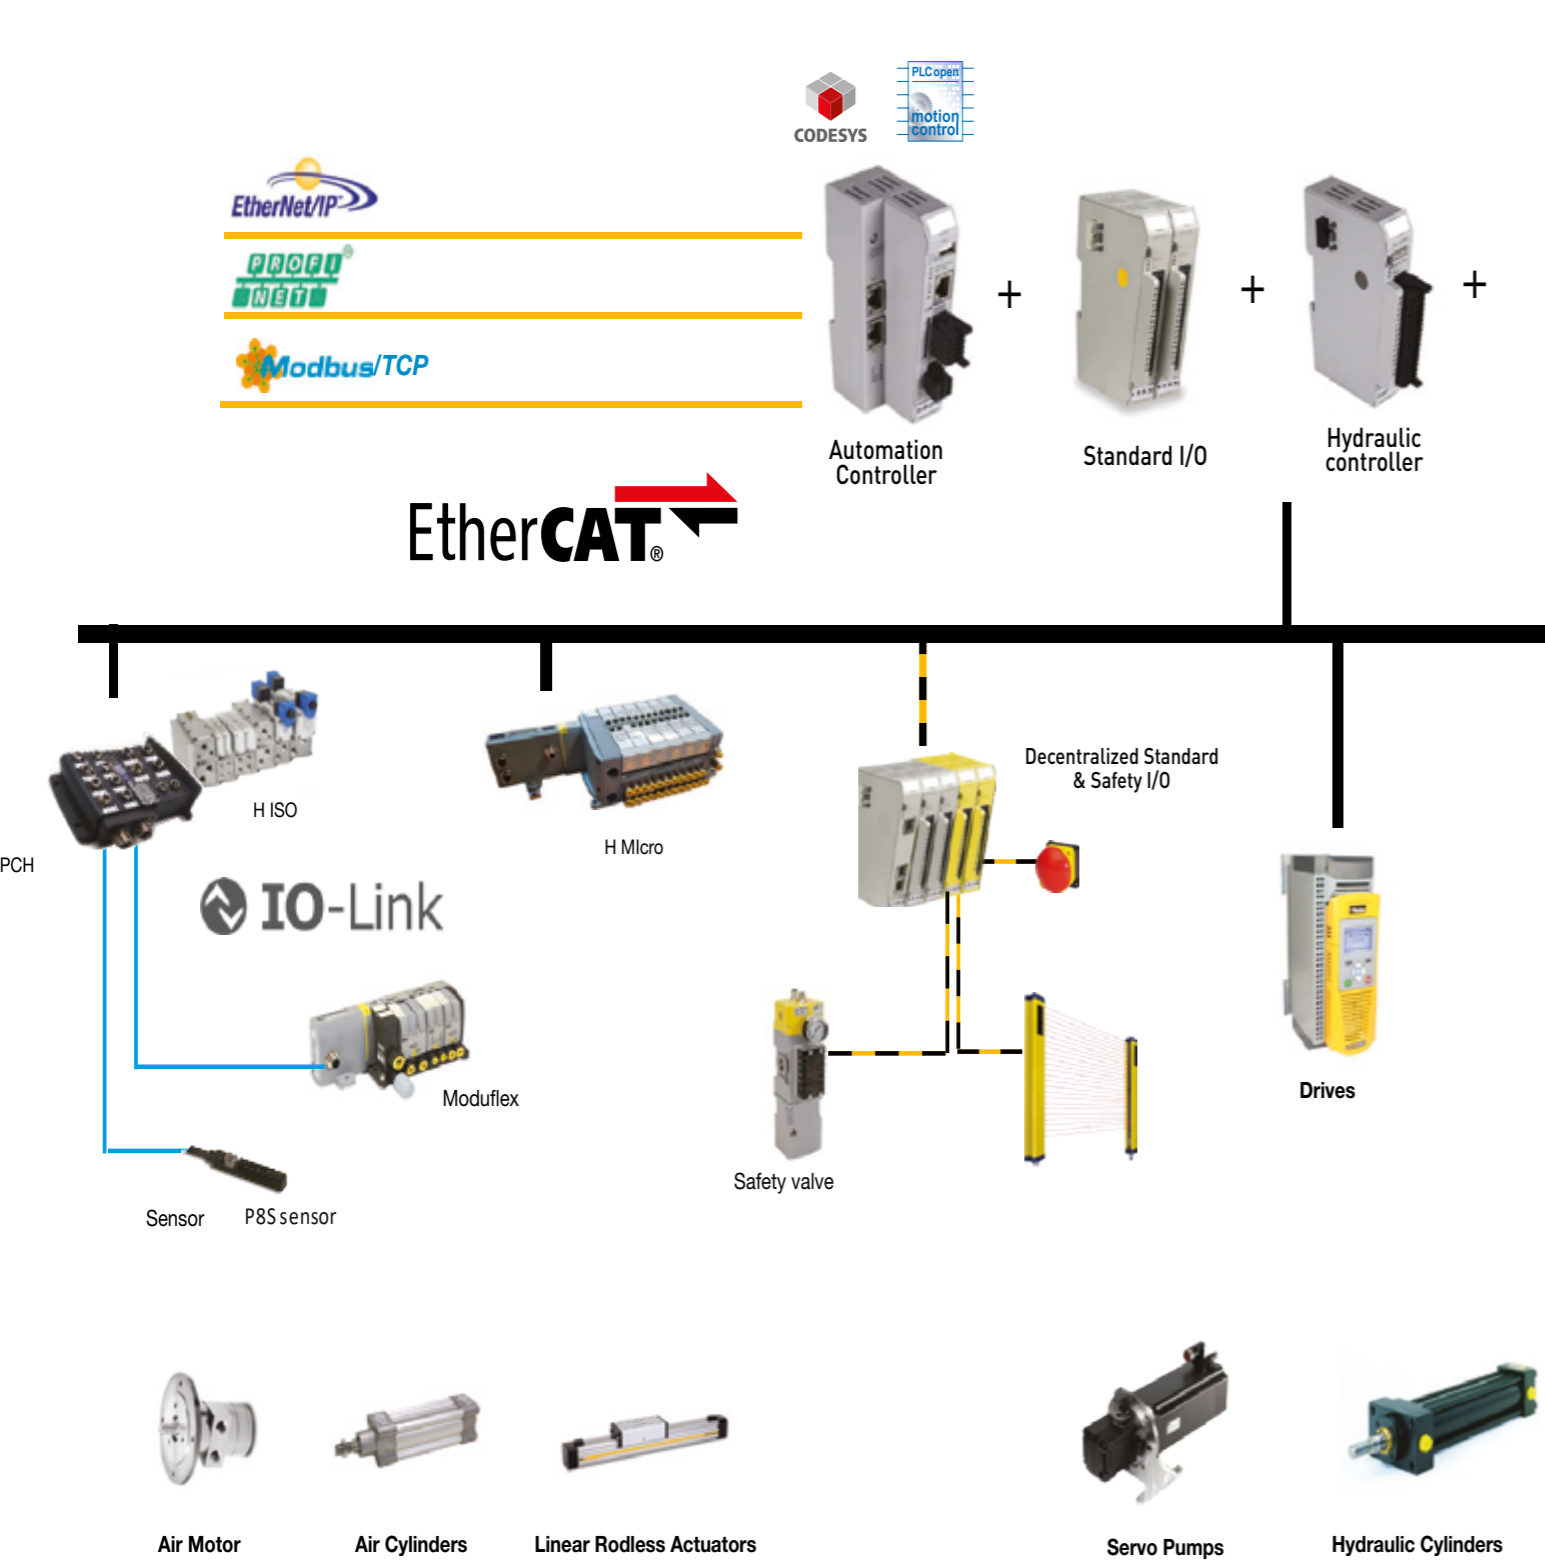 PLCopen
motion
control
CODESYS
EtherNet/IP
PROFI
NET
®
Modbus/TCP
+
+
+
Automation
Controller
Standard I/O
Hydraulic
controller
EtherCAT®
Decentralized Standard
& Safety I/O
H ISO
H MIcro
PCH
IO-Link
Moduflex
Drives
Safety valve
Sensor
P8S sensor
Air Motor
Air Cylinders
Linear Rodless Actuators
Servo Pumps
Hydraulic Cylinders